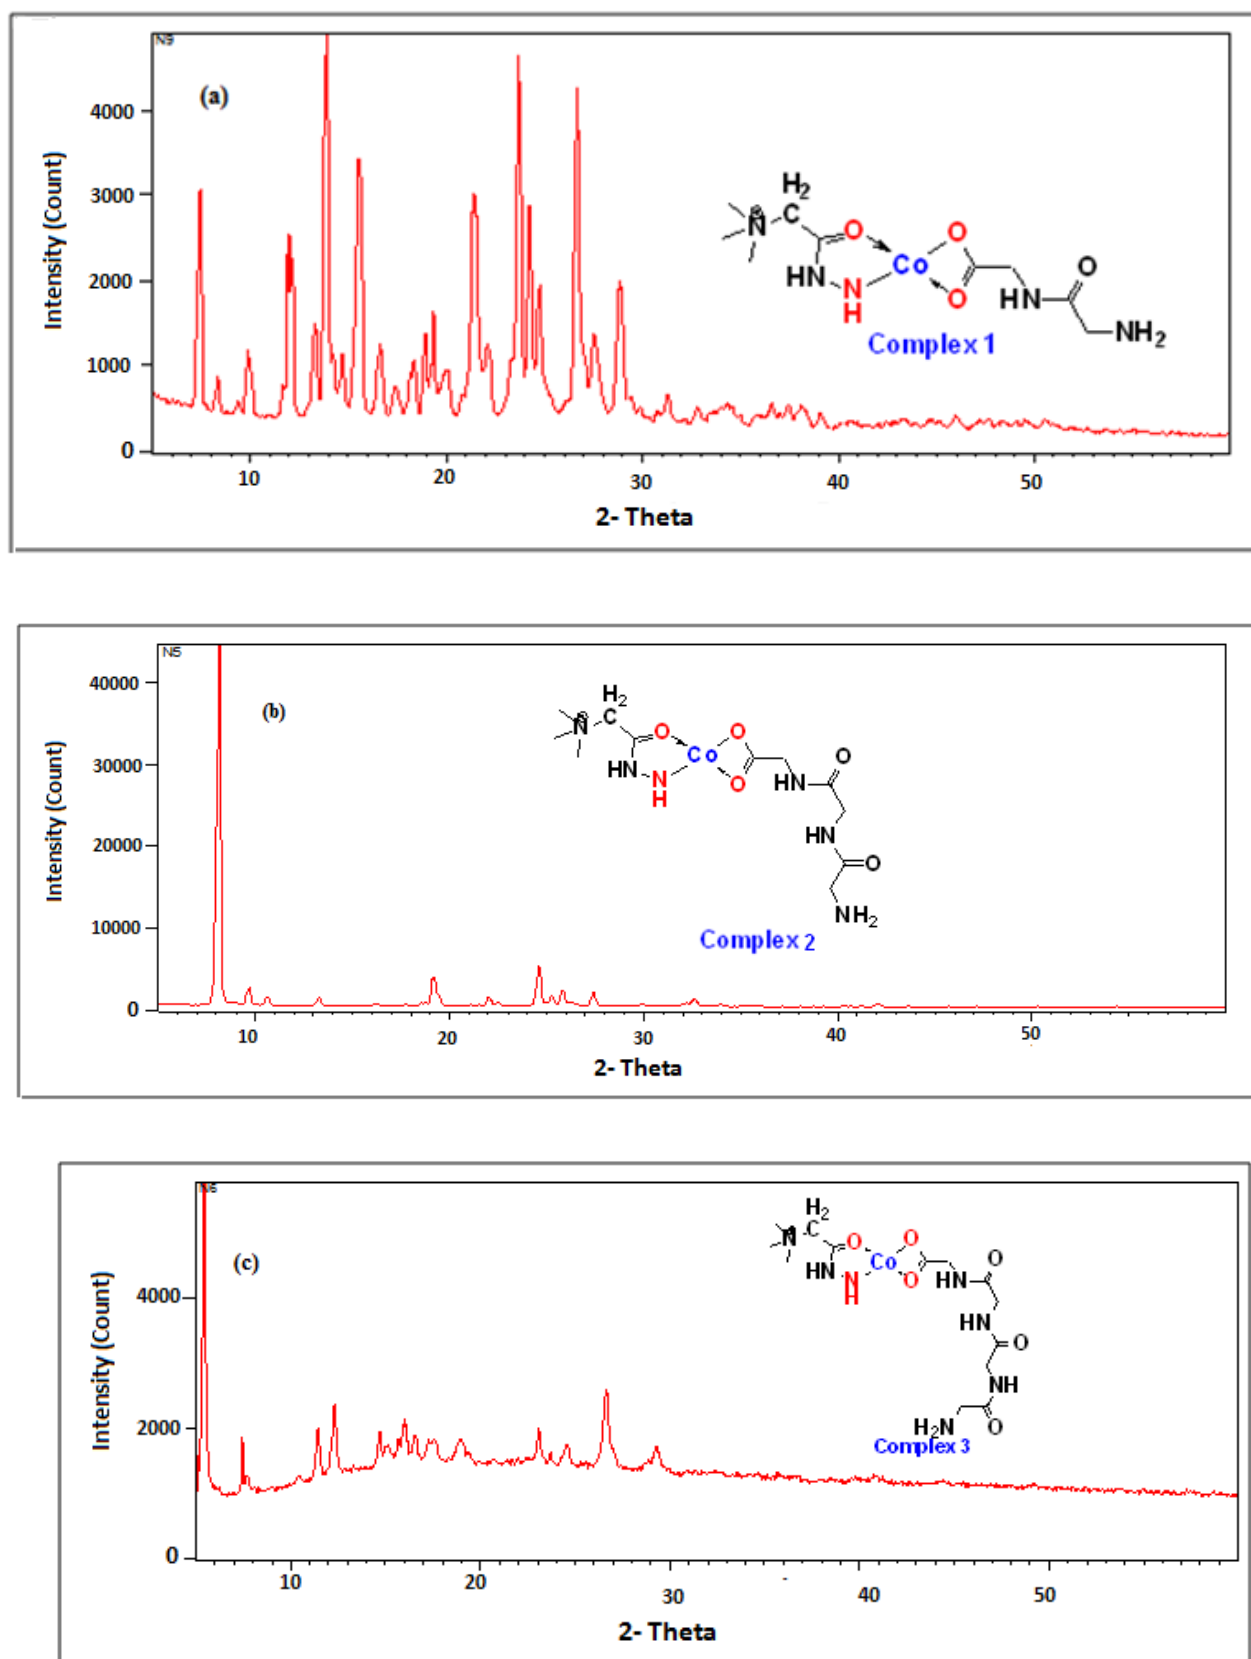 N9
(a)
4000
3000
2000
1000
0
Intensity (Count)
10 20 30 40 50
2- Theta
H2
C
N
O
O
Co
HN
N
H
O
HN
O
NH2
Complex 1
N5
(b)
40000
30000
20000
10000
0
Intensity (Count)
10 20 30 40 50
2- Theta
H2
C
N
O
O
Co
HN
N
H
O
HN
O
HN
O
NH2
Complex 2
N6
(c)
4000
2000
0
Intensity (Count)
10 20 30 40 50
2- Theta
H2
C
N
O
O
Co
HN
N
H
O
HN
O
HN
O
NH
H2N
O
Complex 3